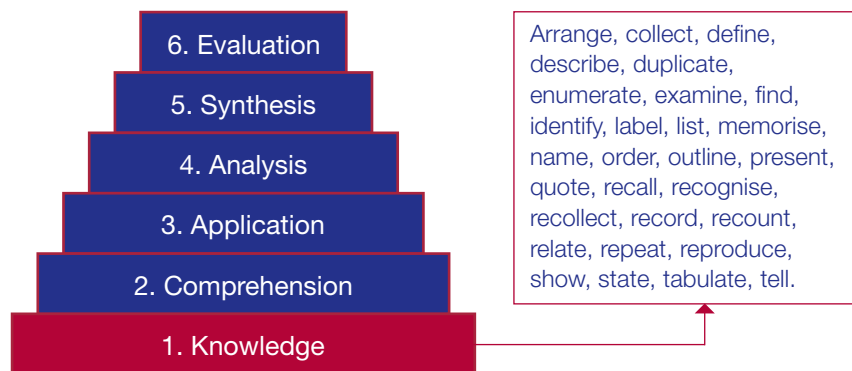 6. Evaluation
5. Synthesis
4. Analysis
3. Application
2. Comprehension
1. Knowledge
Arrange, collect, define,
describe, duplicate,
enumerate, examine, find,
identify, label, list, memorise,
name, order, outline, present,
quote, recall, recognise,
recollect, record, recount,
relate, repeat, reproduce,
show, state, tabulate, tell.